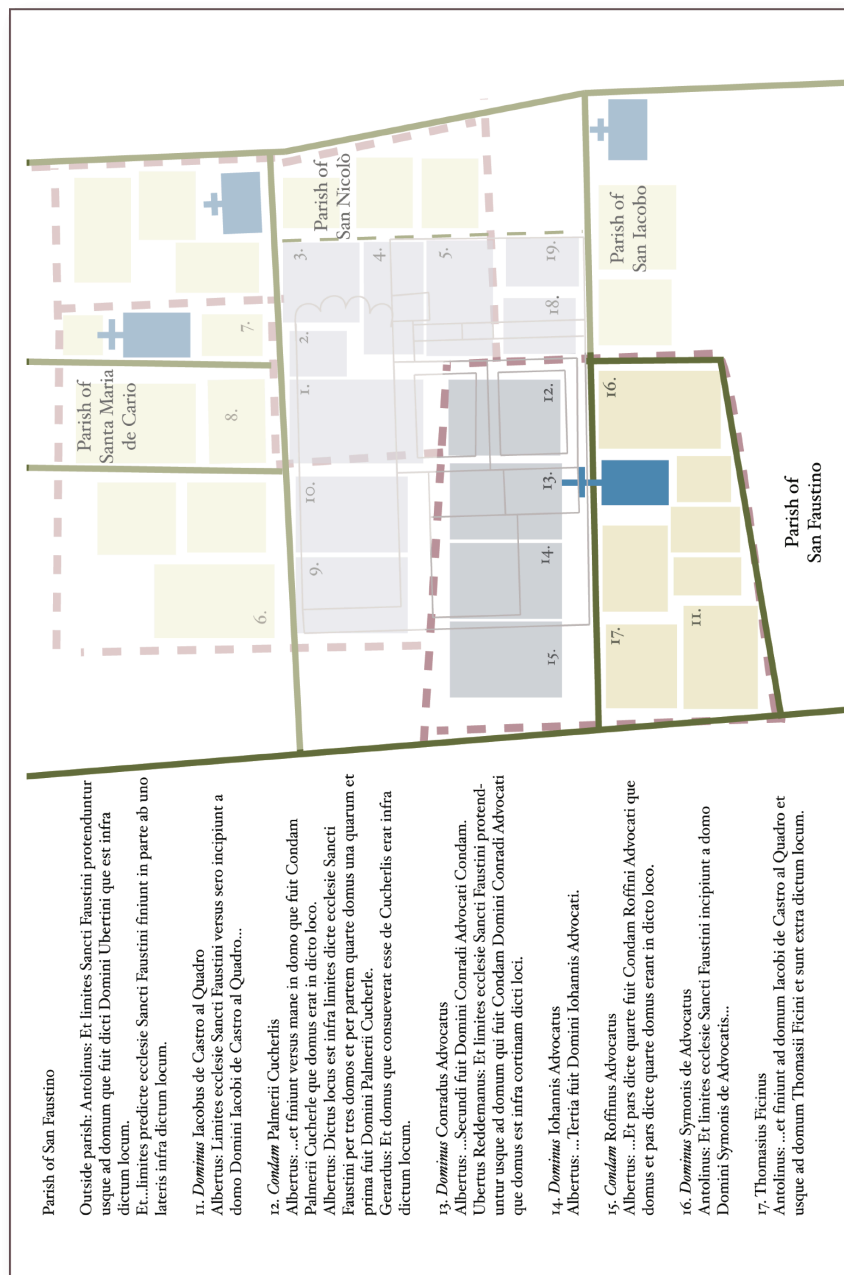 Parish of San Faustino
Outside parish: Antolinus: Et limites Sancti Faustini protenduntur
usque ad domum que fuit dicti Domini Ubertini que est infra
dictum locum.
Et...limites predicte ecclesie Sancti Faustini finiunt in parte ab uno
lateris infra dictum locum.
11. Dominus Iacobus de Castro al Quadro
Albertus: Limites ecclesie Sancti Faustini versus sero incipiunt a
domo Domini Iacobi de Castro al Quadro...
12. Condam Palmerii Cucherlis
Albertus: ...et finiunt versus mane in domo que fuit Condam
Palmerii Cucherle que domus erat in dicto loco.
Albertus: Dictus locus est infra limites dicte ecclesie Sancti
Faustini per tres domos et per partem quarte domus una quarum et
prima fuit Domini Palmerii Cucherle.
Gerardus: Et domus que consueverat esse de Cucherlis erat infra
dictum locum.
13. Dominus Conradus Advocatus
Albertus: ...Secundi fuit Domini Conradi Advocati Condam.
Ubertus Reddemanus: Et limites ecclesie Sancti Faustini protend-
untur usque ad domum qui fuit Condam Domini Conradi Advocati
que domus est infra cortinam dicti loci.
14. Dominus Iohannis Advocatus
Albertus: ...Tertia fuit Domini Iohannis Advocati.
15. Condam Roffinus Advocatus
Albertus: ...Et pars dicte quarte fuit Condam Roffini Advocati que
domus et pars dicte quarte domus erant in dicto loco.
16. Dominus Symonis de Advocatus
Antolinus: Et limites ecclesie Sancti Faustini incipiunt a domo
Domini Symonis de Advocatis...
17. Thomasius Ficinus
Antolinus: ...et finiunt ad domum Iacobi de Castro al Quadro et
usque ad domum Thomasii Ficini et sunt extra dictum locum.
Parish of
Santa Maria
de Cario
Parish of
San Nicolò
6.
8.
7.
9.
10.
1.
2.
3.
4.
5.
15.
14.
13.
12.
18.
19.
17.
16.
11.
Parish of
San Iacobo
Parish of
San Faustino